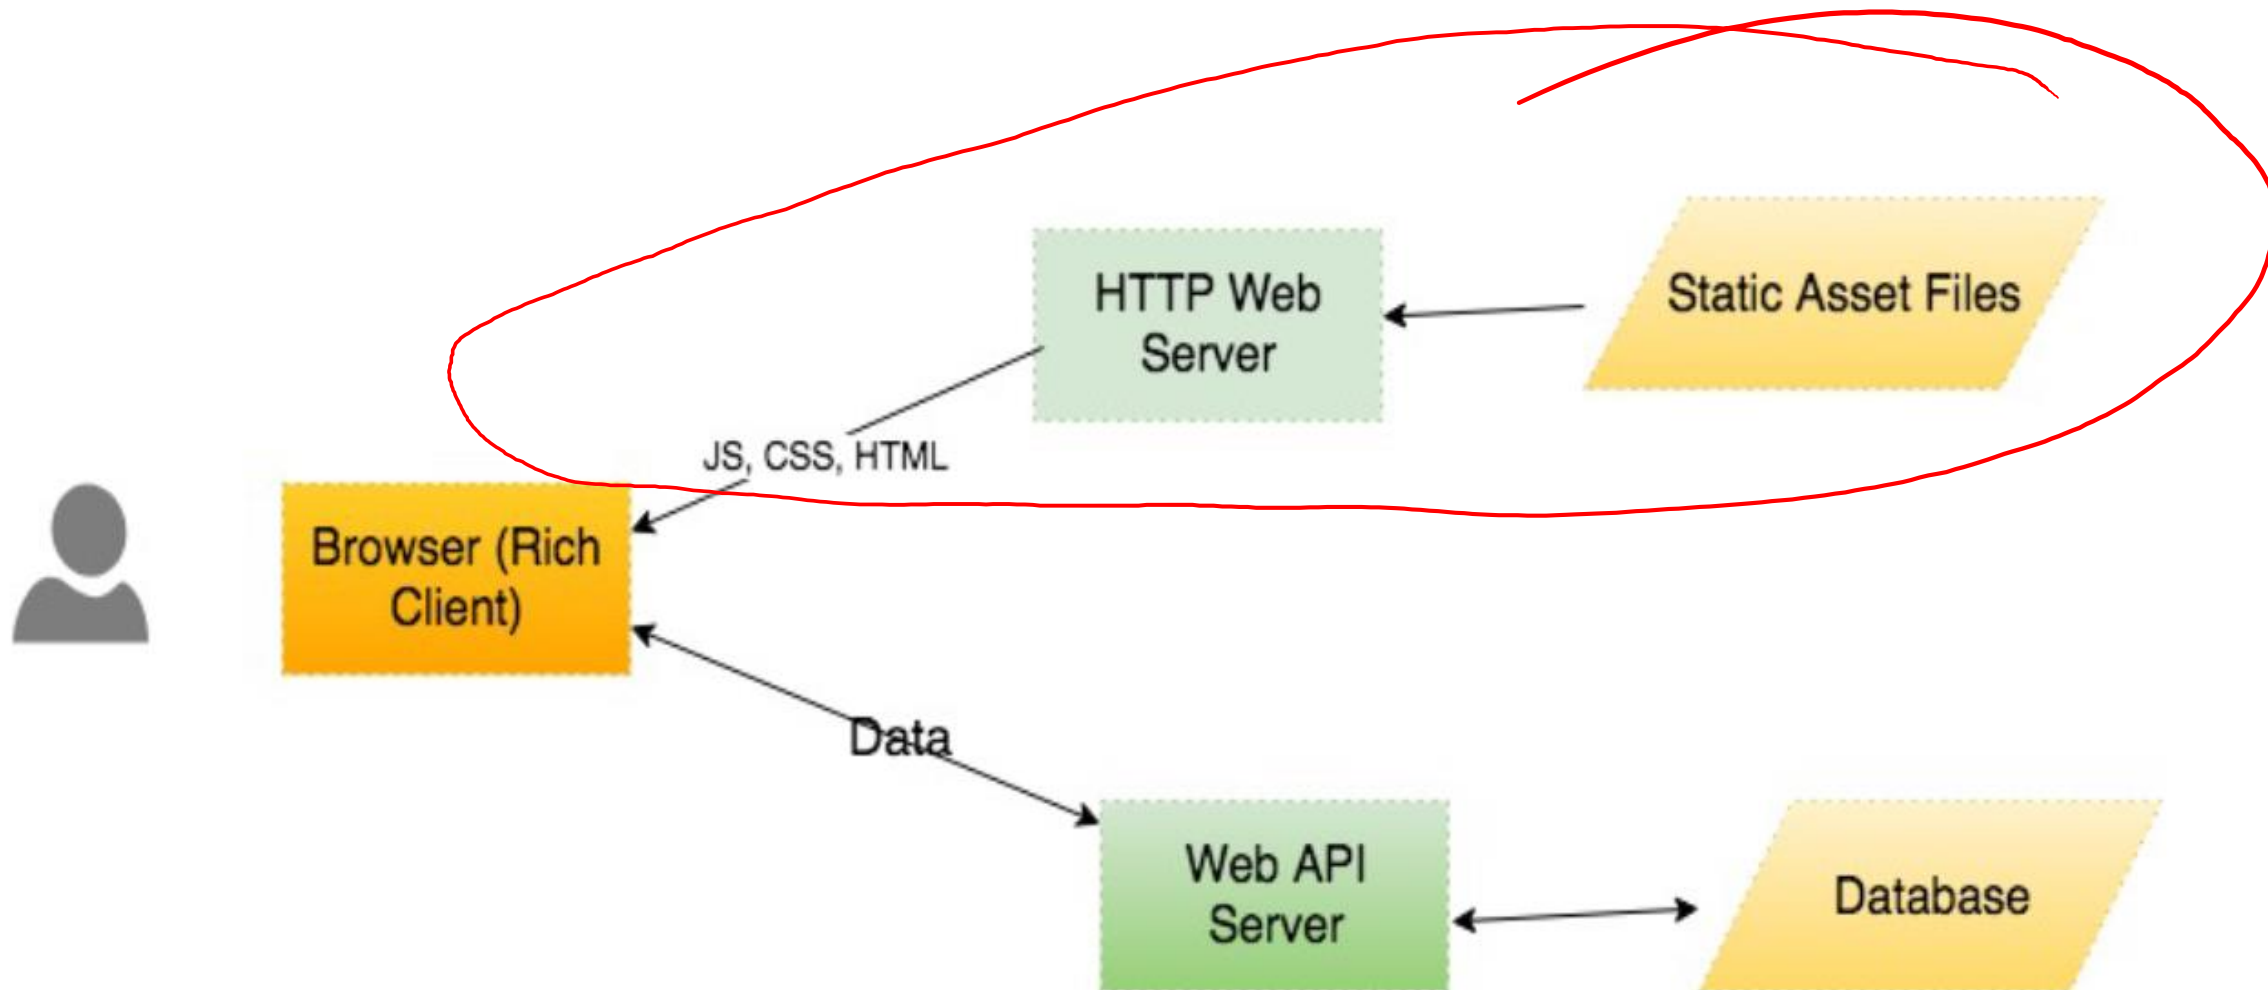 HTTP Web
Server
Static Asset Files
JS, CSS, HTML
Browser (Rich
Client)
Data
Web API
Server
Database